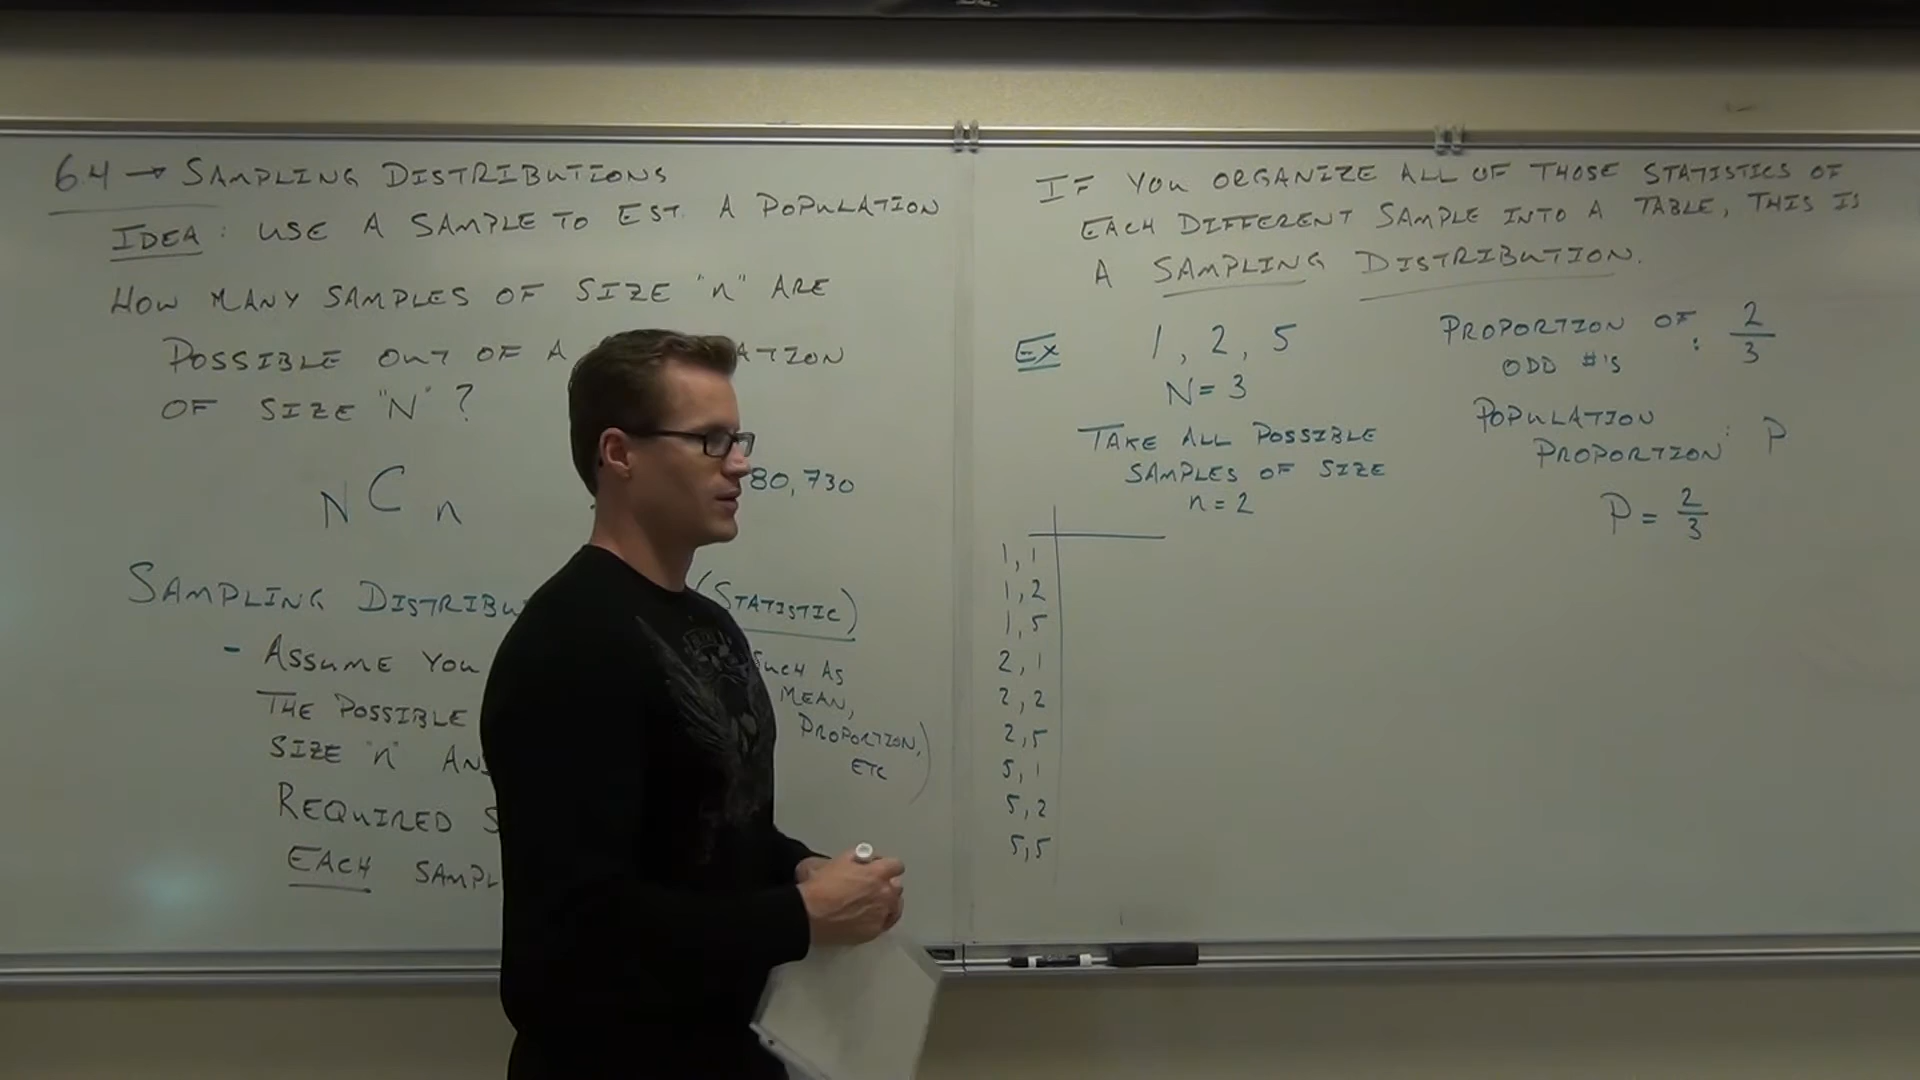 6.4 → SAMPLING DISTRIBUTIONS
IDEA: USE A SAMPLE TO EST. A POPULATION
HOW MANY SAMPLES OF SIZE "n" ARE
POSSIBLE OUT OF A
OF SIZE "N"?
N C n
80,730
SAMPLING (STATISTIC)
- ASSUME YOU
THE POSSIBLE
SIZE "n"
REQUIRED
EACH
SUCH AS
MEAN,
PROPORTION,
ETC )
IF YOU ORGANIZE ALL OF THOSE STATISTICS OF
EACH DIFFERENT SAMPLE INTO A TABLE, THIS IS
A SAMPLING DISTRIBUTION.
EX 1, 2, 5
N = 3
TAKE ALL POSSIBLE
SAMPLES OF SIZE
n = 2
1, 1
1, 2
1, 5
2, 1
2, 2
2, 5
5, 1
5, 2
5, 5
PROPORTION OF
ODD #'S : 2/3
POPULATION
PROPORTION: P
P = 2/3